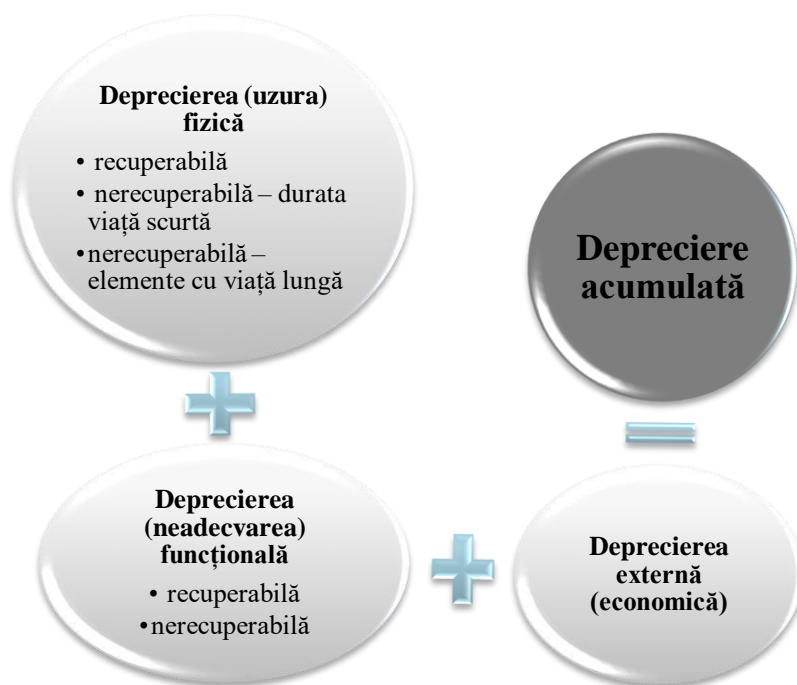 Deprecierea (uzura)
fizică
• recuperabilă
• nerecuperabilă – durata
viață scurtă
•nerecuperabilă –
elemente cu viață lungă
Deprecierea
(neadecvarea)
funcțională
• recuperabilă
•nerecuperabilă
Deprecierea
externă
(economică)
Depreciere
acumulată